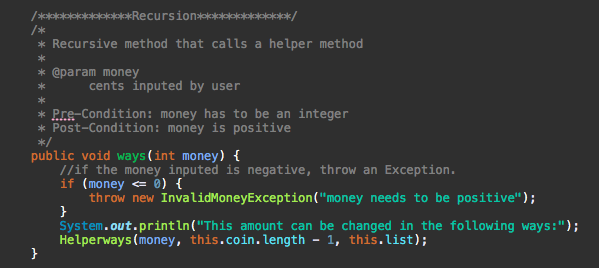 /*************Recursion*************/
/*
* Recursive method that calls a helper method
*
* @param money
* cents inputed by user
*
* Pre-Condition: money has to be an integer
* Post-Condition: money is positive
*/
public void ways(int money) {
//if the money inputed is negative, throw an Exception.
if (money <= 0) {
throw new InvalidMoneyException("money needs to be positive");
}
System.out.println("This amount can be changed in the following ways:");
Helperways(money, this.coin.length - 1, this.list);
}